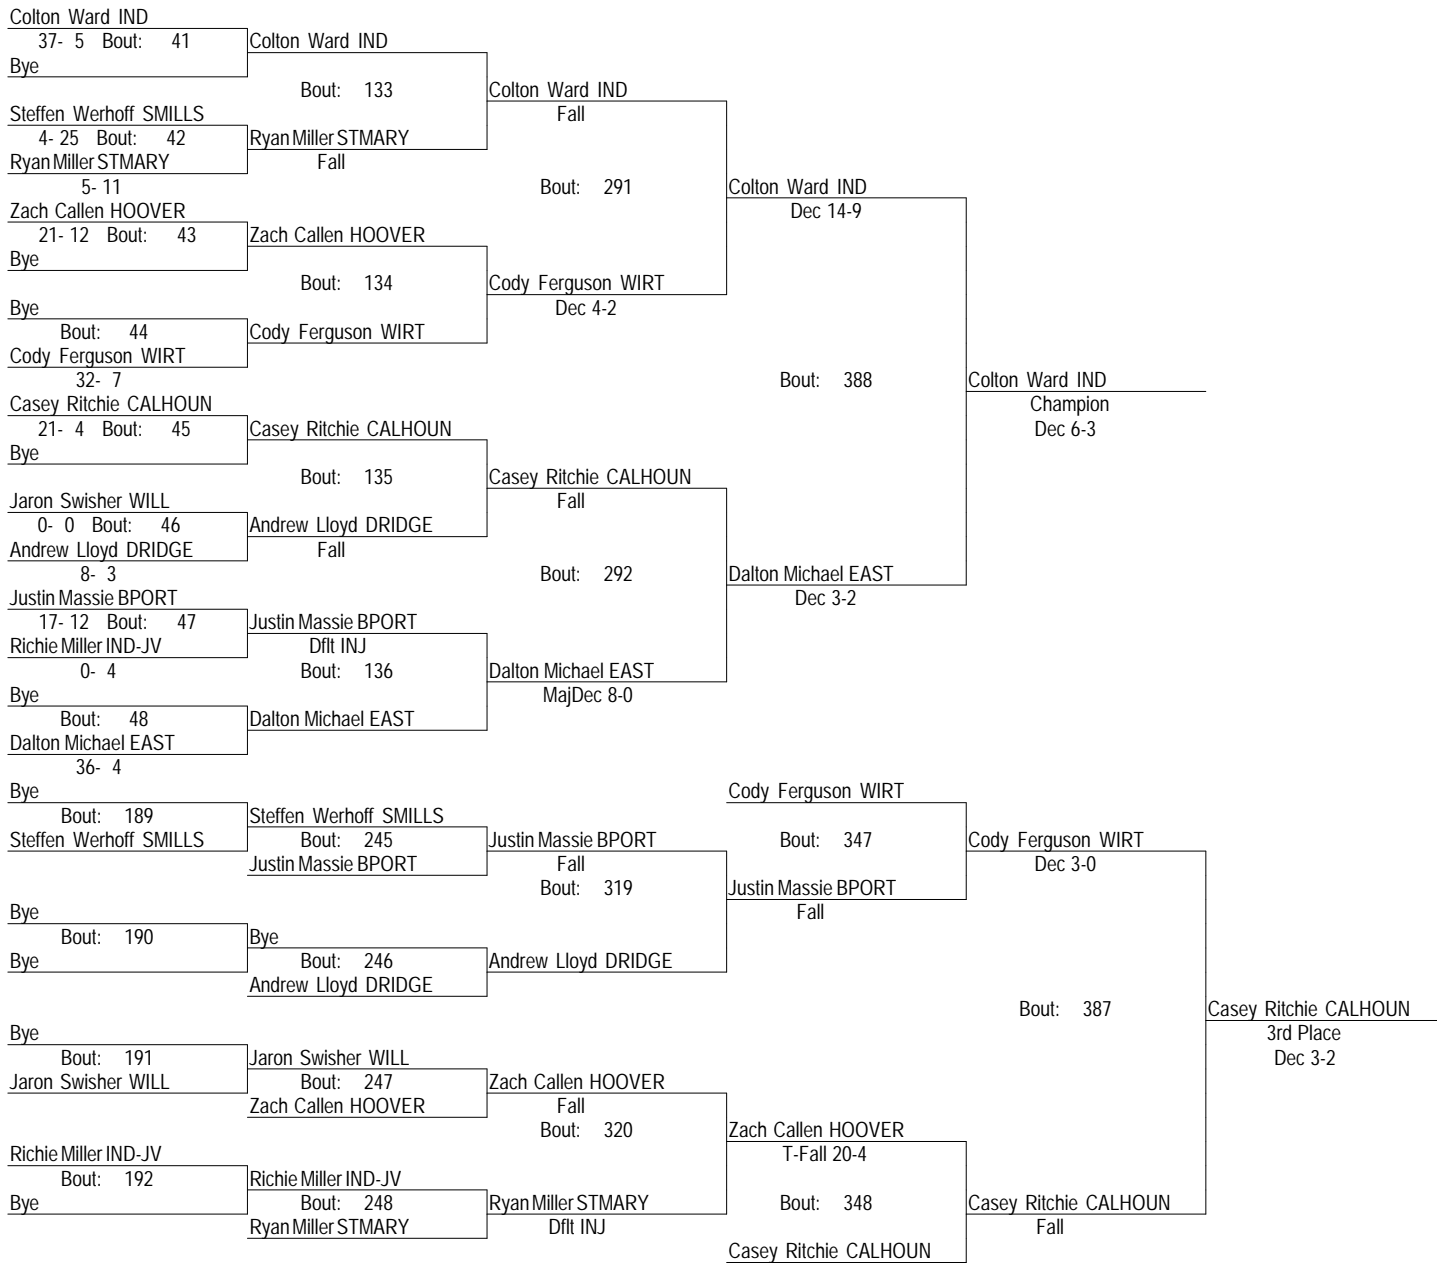 Colton Ward IND
37- 5 Bout: 41
Bye
Colton Ward IND
Bout: 133
Steffen Werhoff SMILLS
4- 25 Bout: 42
Ryan Miller STMARY
5- 11
Ryan Miller STMARY
Fall
Colton Ward IND
Fall
Bout: 291
Zach Callen HOOVER
21- 12 Bout: 43
Bye
Zach Callen HOOVER
Bout: 134
Bye
Bout: 44
Cody Ferguson WIRT
32- 7
Cody Ferguson WIRT
Cody Ferguson WIRT
Dec 4-2
Colton Ward IND
Dec 14-9
Bout: 388
Casey Ritchie CALHOUN
21- 4 Bout: 45
Bye
Casey Ritchie CALHOUN
Bout: 135
Jaron Swisher WILL
0- 0 Bout: 46
Andrew Lloyd DRIDGE
8- 3
Andrew Lloyd DRIDGE
Fall
Casey Ritchie CALHOUN
Fall
Bout: 292
Justin Massie BPORT
17- 12 Bout: 47
Richie Miller IND-JV
0- 4
Justin Massie BPORT
Dflt INJ
Bout: 136
Bye
Bout: 48
Dalton Michael EAST
36- 4
Dalton Michael EAST
Dalton Michael EAST
MajDec 8-0
Dalton Michael EAST
Dec 3-2
Colton Ward IND
Champion
Dec 6-3
Bye
Bout: 189
Steffen Werhoff SMILLS
Steffen Werhoff SMILLS
Bout: 245
Justin Massie BPORT
Justin Massie BPORT
Fall
Bout: 319
Bye
Bout: 190
Bye
Bye
Bout: 246
Andrew Lloyd DRIDGE
Andrew Lloyd DRIDGE
Cody Ferguson WIRT
Bout: 347
Justin Massie BPORT
Fall
Cody Ferguson WIRT
Dec 3-0
Bout: 387
Bye
Bout: 191
Jaron Swisher WILL
Jaron Swisher WILL
Bout: 247
Zach Callen HOOVER
Zach Callen HOOVER
Fall
Bout: 320
Richie Miller IND-JV
Bout: 192
Bye
Richie Miller IND-JV
Bout: 248
Ryan Miller STMARY
Ryan Miller STMARY
Dflt INJ
Zach Callen HOOVER
T-Fall 20-4
Bout: 348
Casey Ritchie CALHOUN
Casey Ritchie CALHOUN
Fall
Casey Ritchie CALHOUN
3rd Place
Dec 3-2